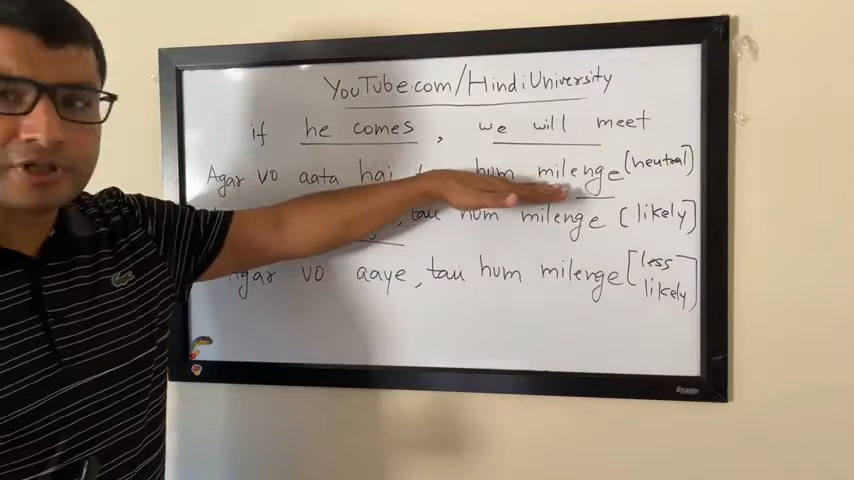 YouTube.com/HindiUniversity
if he comes, we will meet
Agar vo aata hai hum milenge (neutral)
, tau hum milenge (likely)
Agar vo aaye, tau hum milenge [less likely]